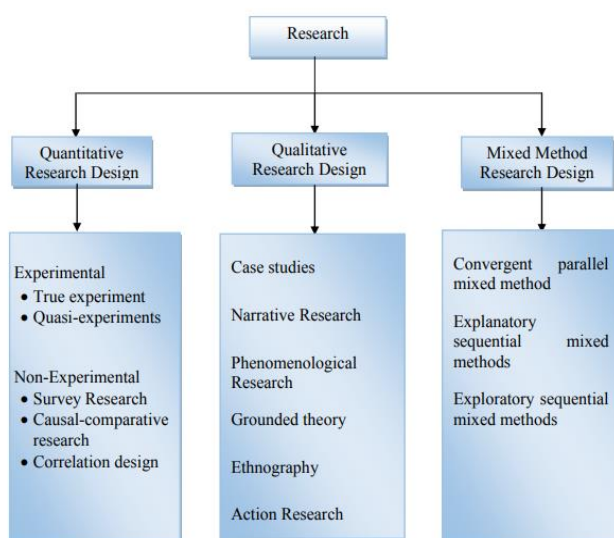 Research
Quantitative
Research Design
Qualitative
Research Design
Mixed Method
Research Design
Experimental
• True experiment
• Quasi-experiments
Non-Experimental
• Survey Research
• Causal-comparative
research
• Correlation design
Case studies
Narrative Research
Phenomenological
Research
Grounded theory
Ethnography
Action Research
Convergent parallel
mixed method
Explanatory
sequential mixed
methods
Exploratory sequential
mixed methods